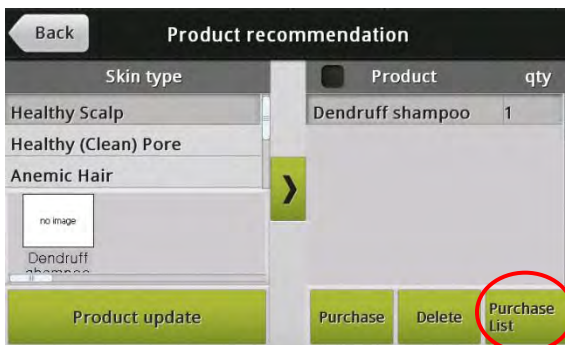 Back
Product recommendation
Skin type
Product qty
Healthy Scalp
Healthy (Clean) Pore
Anemic Hair
no image
Dendruff
shampoo
Dendruff shampoo 1
❯
Product update
Purchase
Delete
Purchase
List